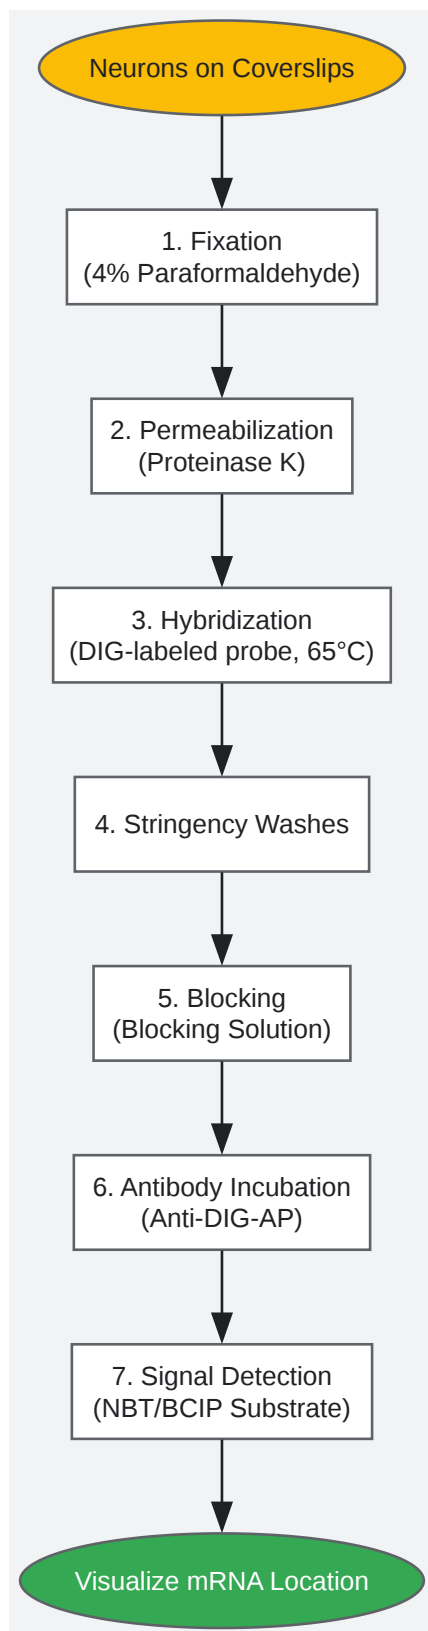 Neurons on Coverslips
1. Fixation
(4% Paraformaldehyde)
2. Permeabilization
(Proteinase K)
3. Hybridization
(DIG-labeled probe, 65°C)
4. Stringency Washes
5. Blocking
(Blocking Solution)
6. Antibody Incubation
(Anti-DIG-AP)
7. Signal Detection
(NBT/BCIP Substrate)
Visualize mRNA Location